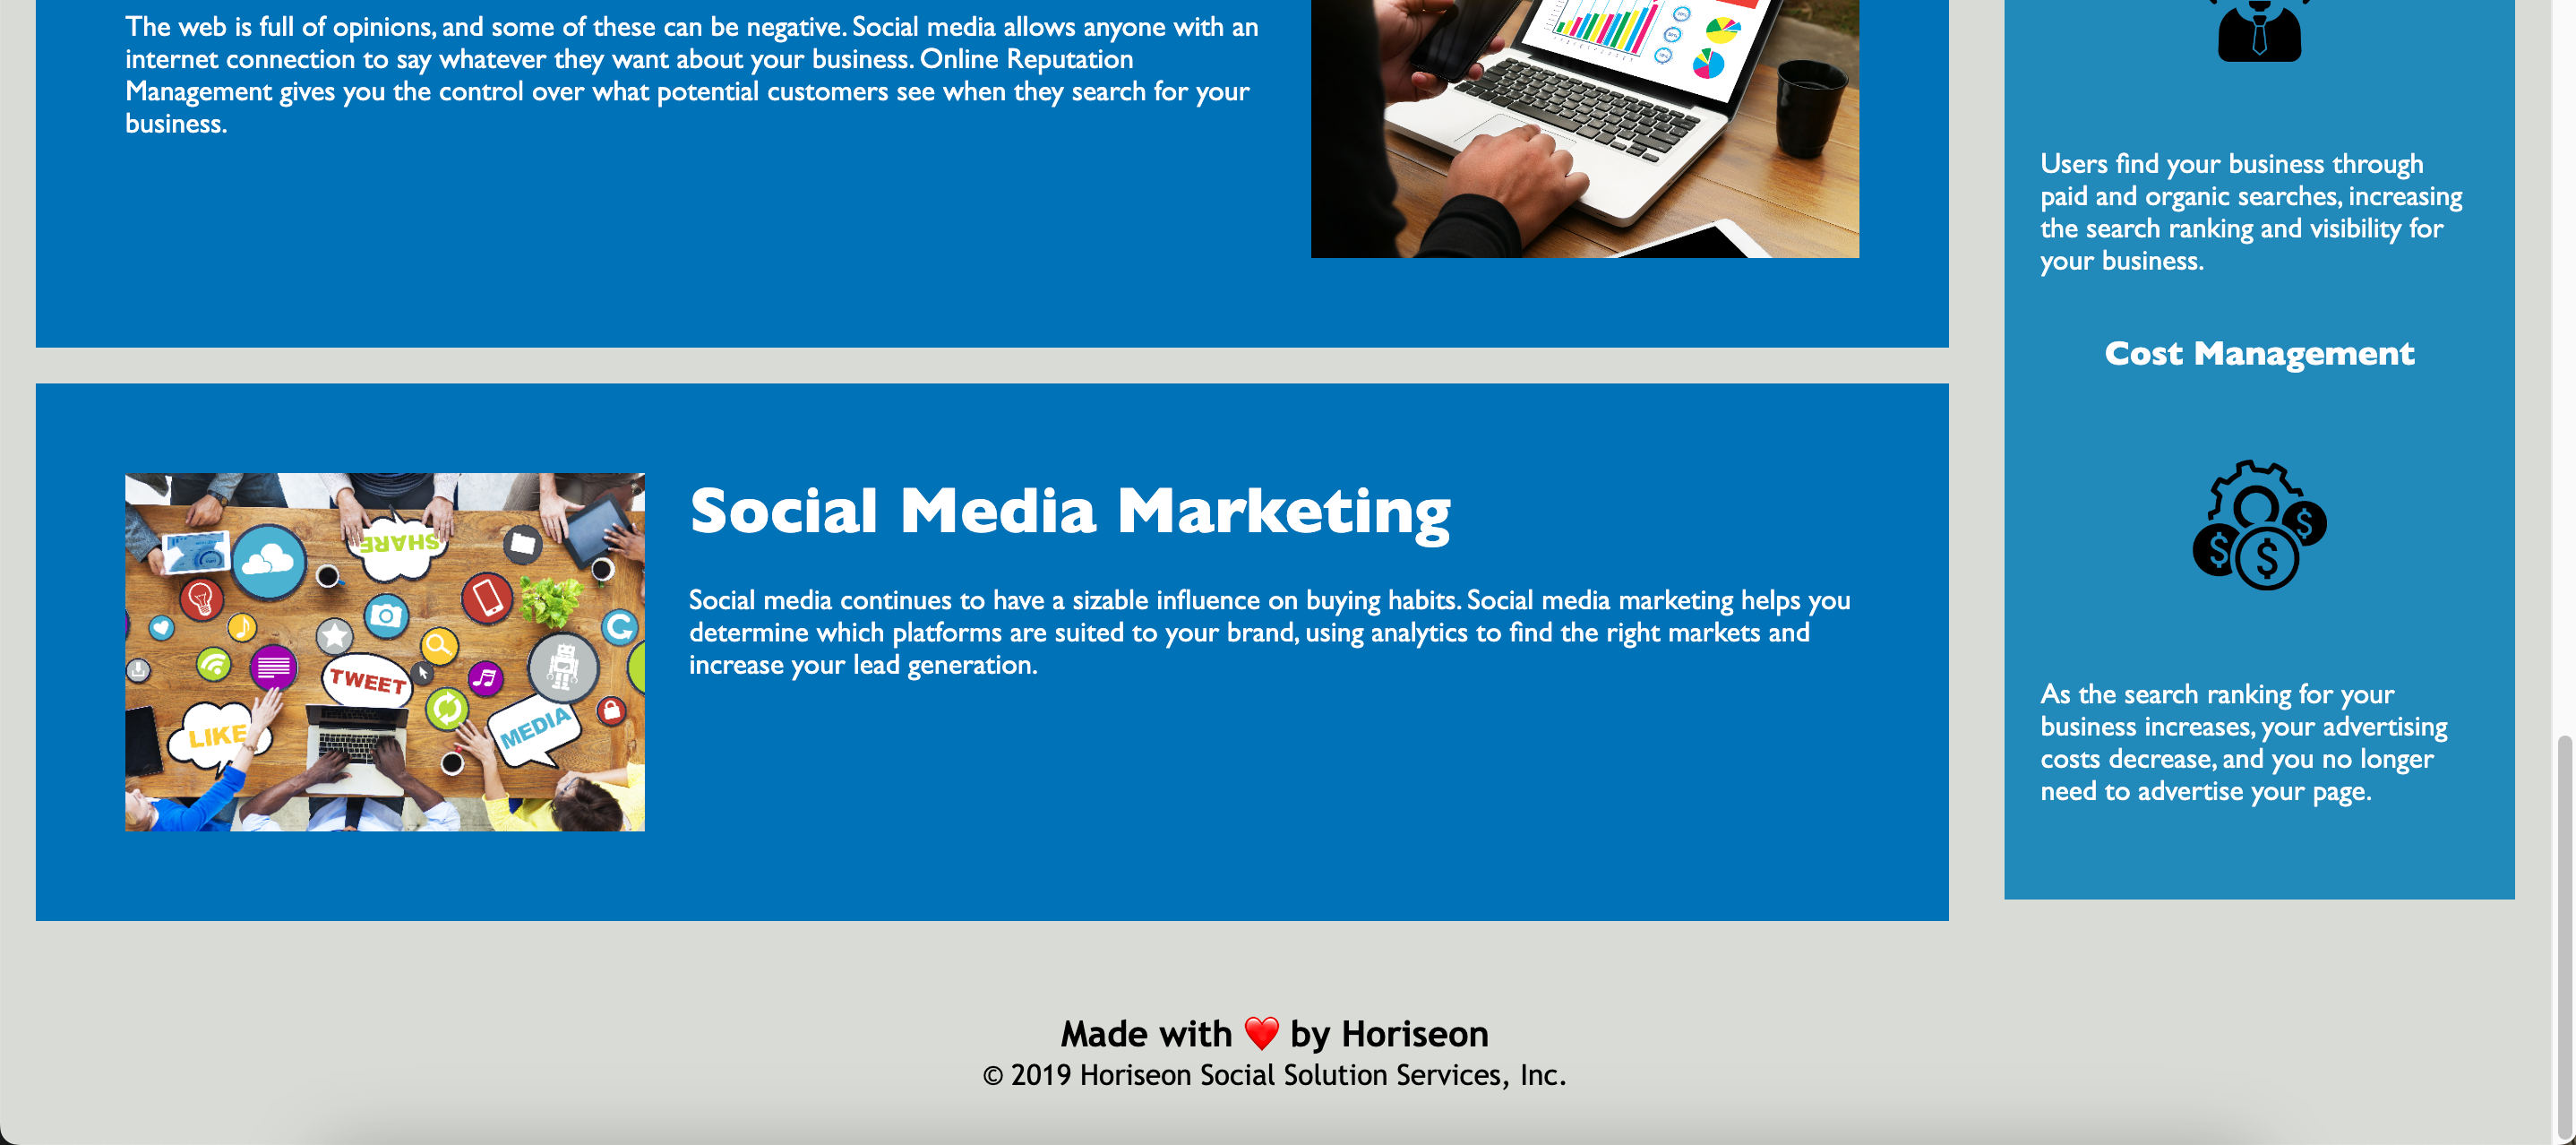 The web is full of opinions, and some of these can be negative. Social media allows anyone with an
internet connection to say whatever they want about your business. Online Reputation
Management gives you the control over what potential customers see when they search for your
business.
Social Media Marketing
Social media continues to have a sizable influence on buying habits. Social media marketing helps you
determine which platforms are suited to your brand, using analytics to find the right markets and
increase your lead generation.
SHARE
TWEET
LIKE
MEDIA
Users find your business through
paid and organic searches, increasing
the search ranking and visibility for
your business.
Cost Management
$
$
$
As the search ranking for your
business increases, your advertising
costs decrease, and you no longer
need to advertise your page.
Made with ❤️ by Horiseon
© 2019 Horiseon Social Solution Services, Inc.